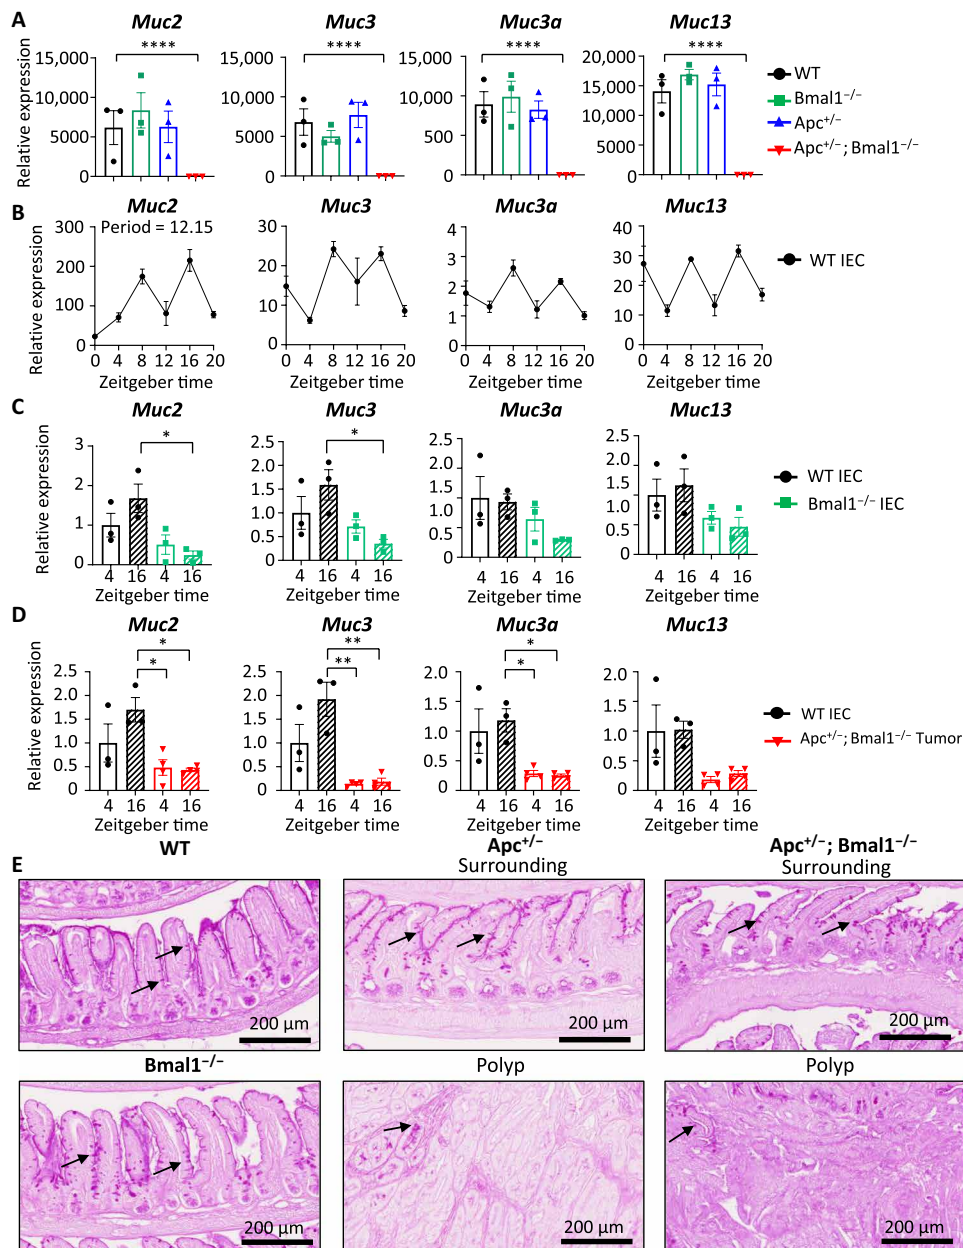 A
Muc2 Muc3 Muc3a Muc13
Relative expression
15,000 10,000 5000 0
****
15,000 10,000 5000 0
****
15,000 10,000 5000 0
****
20,000 15,000 10,000 5000 0
****
WT
Bmal1⁻/⁻
Apc⁺/⁻
Apc⁺/⁻; Bmal1⁻/⁻
B
Muc2 Muc3 Muc3a Muc13
Period = 12.15
Relative expression
300 200 100 0
30 20 10 0
4 3 2 1 0
40 30 20 10 0
WT IEC
0 4 8 12 16 20 0 4 8 12 16 20 0 4 8 12 16 20 0 4 8 12 16 20
Zeitgeber time Zeitgeber time Zeitgeber time Zeitgeber time
C
Muc2 Muc3 Muc3a Muc13
Relative expression
3 2 1 0
*
2.5 2.0 1.5 1.0 0.5 0
*
2.5 2.0 1.5 1.0 0.5 0
2.5 2.0 1.5 1.0 0.5 0
WT IEC
Bmal1⁻/⁻ IEC
4 16 4 16 4 16 4 16 4 16 4 16 4 16 4 16
Zeitgeber time Zeitgeber time Zeitgeber time Zeitgeber time
D
Muc2 Muc3 Muc3a Muc13
Relative expression
2.5 2.0 1.5 1.0 0.5 0
*
*
2.5 2.0 1.5 1.0 0.5 0
**
**
2.5 2.0 1.5 1.0 0.5 0
*
*
2.0 1.5 1.0 0.5 0
WT IEC
Apc⁺/⁻; Bmal1⁻/⁻ Tumor
4 16 4 16 4 16 4 16 4 16 4 16 4 16 4 16
Zeitgeber time Zeitgeber time Zeitgeber time Zeitgeber time
E
WT
Apc⁺/⁻
Surrounding
Apc⁺/⁻; Bmal1⁻/⁻
Surrounding
200 µm 200 µm 200 µm
Bmal1⁻/⁻ Polyp Polyp
200 µm 200 µm 200 µm